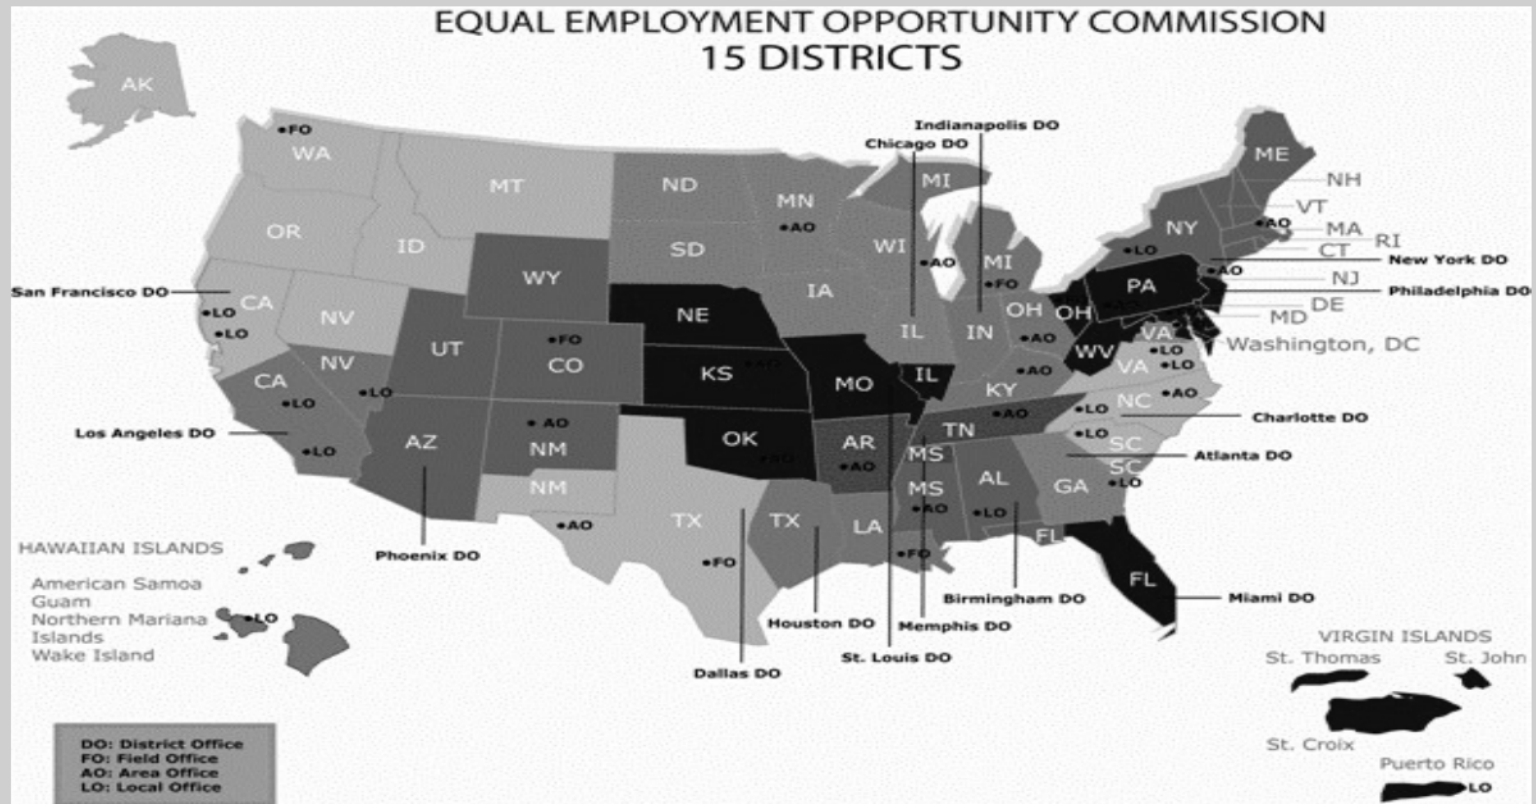 EQUAL EMPLOYMENT OPPORTUNITY COMMISSION
15 DISTRICTS
AK
Indianapolis DO
Chicago DO
FO
WA
MT
ND
MN
AO
MI
ME
NH
VT
NY
AO
MA
RI
CT
LO
New York DO
OR
ID
SD
WI
AO
MI
FO
WY
IA
AO
NJ
PA
Philadelphia DO
DE
MD
San Francisco DO
CA
LO
LO
NV
NE
IL
IN
OH
OH
AO
VA
Washington, DC
LO
UT
FO
CO
KS
MO
IL
WV
VA
LO
NV
CA
LO
LO
KY
AO
NC
AO
LO
Charlotte DO
Los Angeles DO
LO
AZ
AO
NM
OK
AR
AO
TN
AO
LO
SC
Atlanta DO
MS
SC
LO
NM
AO
TX
TX
LA
MS
AO
AL
LO
GA
FL
FO
FO
Phoenix DO
HAWAIIAN ISLANDS
American Samoa
Guam
Northern Mariana
Islands
Wake Island
LO
FL
Miami DO
Birmingham DO
Houston DO
Memphis DO
St. Louis DO
Dallas DO
VIRGIN ISLANDS
St. Thomas
St. John
St. Croix
Puerto Rico
LO
DO: District Office
FO: Field Office
AO: Area Office
LO: Local Office